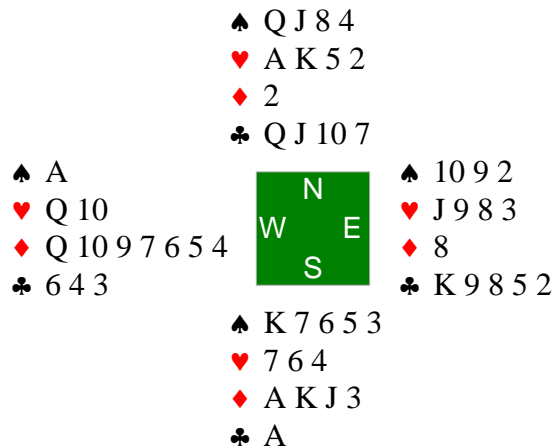 ♠ Q J 8 4
♥ A K 5 2
♦ 2
♣ Q J 10 7
♠ A
♥ Q 10
♦ Q 10 9 7 6 5 4
♣ 6 4 3
N
W E
S
♠ 10 9 2
♥ J 9 8 3
♦ 8
♣ K 9 8 5 2
♠ K 7 6 5 3
♥ 7 6 4
♦ A K J 3
♣ A